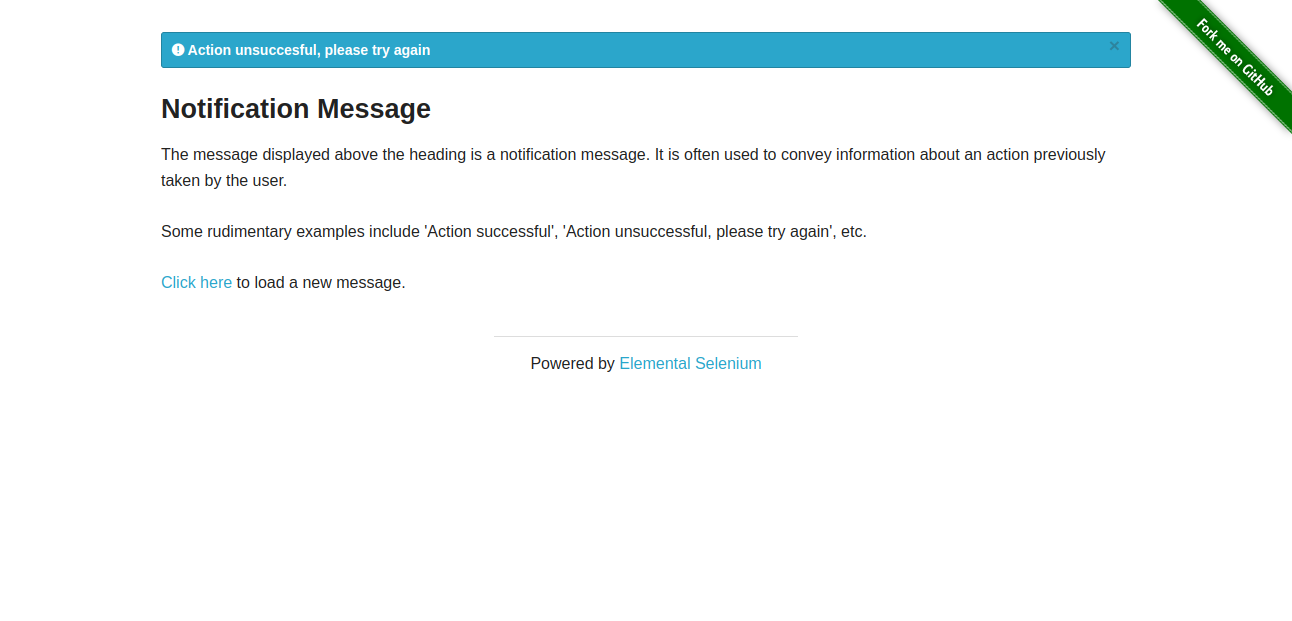 Action unsuccesful, please try again
×
Fork me on GitHub
Notification Message
The message displayed above the heading is a notification message. It is often used to convey information about an action previously
taken by the user.
Some rudimentary examples include 'Action successful', 'Action unsuccessful, please try again', etc.
Click here to load a new message.
Powered by Elemental Selenium